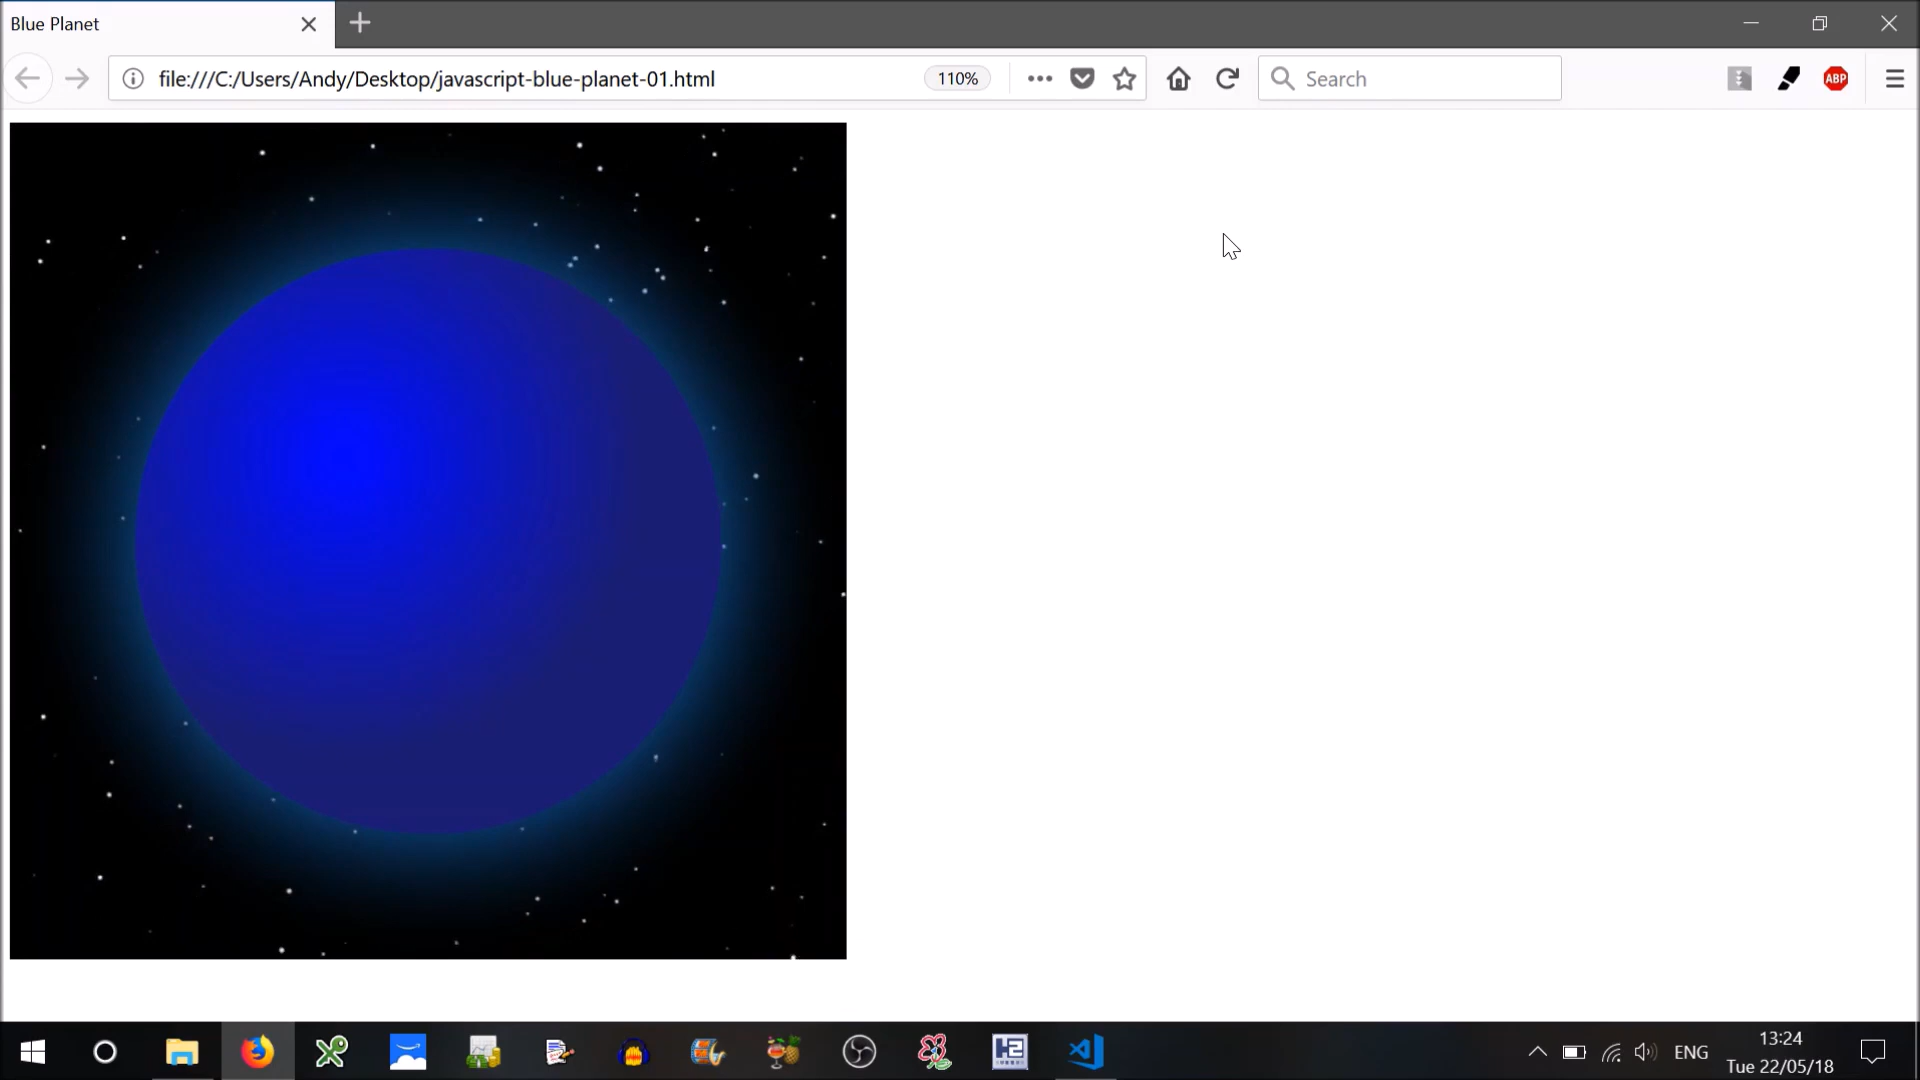 Blue Planet
file:///C:/Users/Andy/Desktop/javascript-blue-planet-01.html
110%
Search
ABP
H2
ENG
13:24
Tue 22/05/18